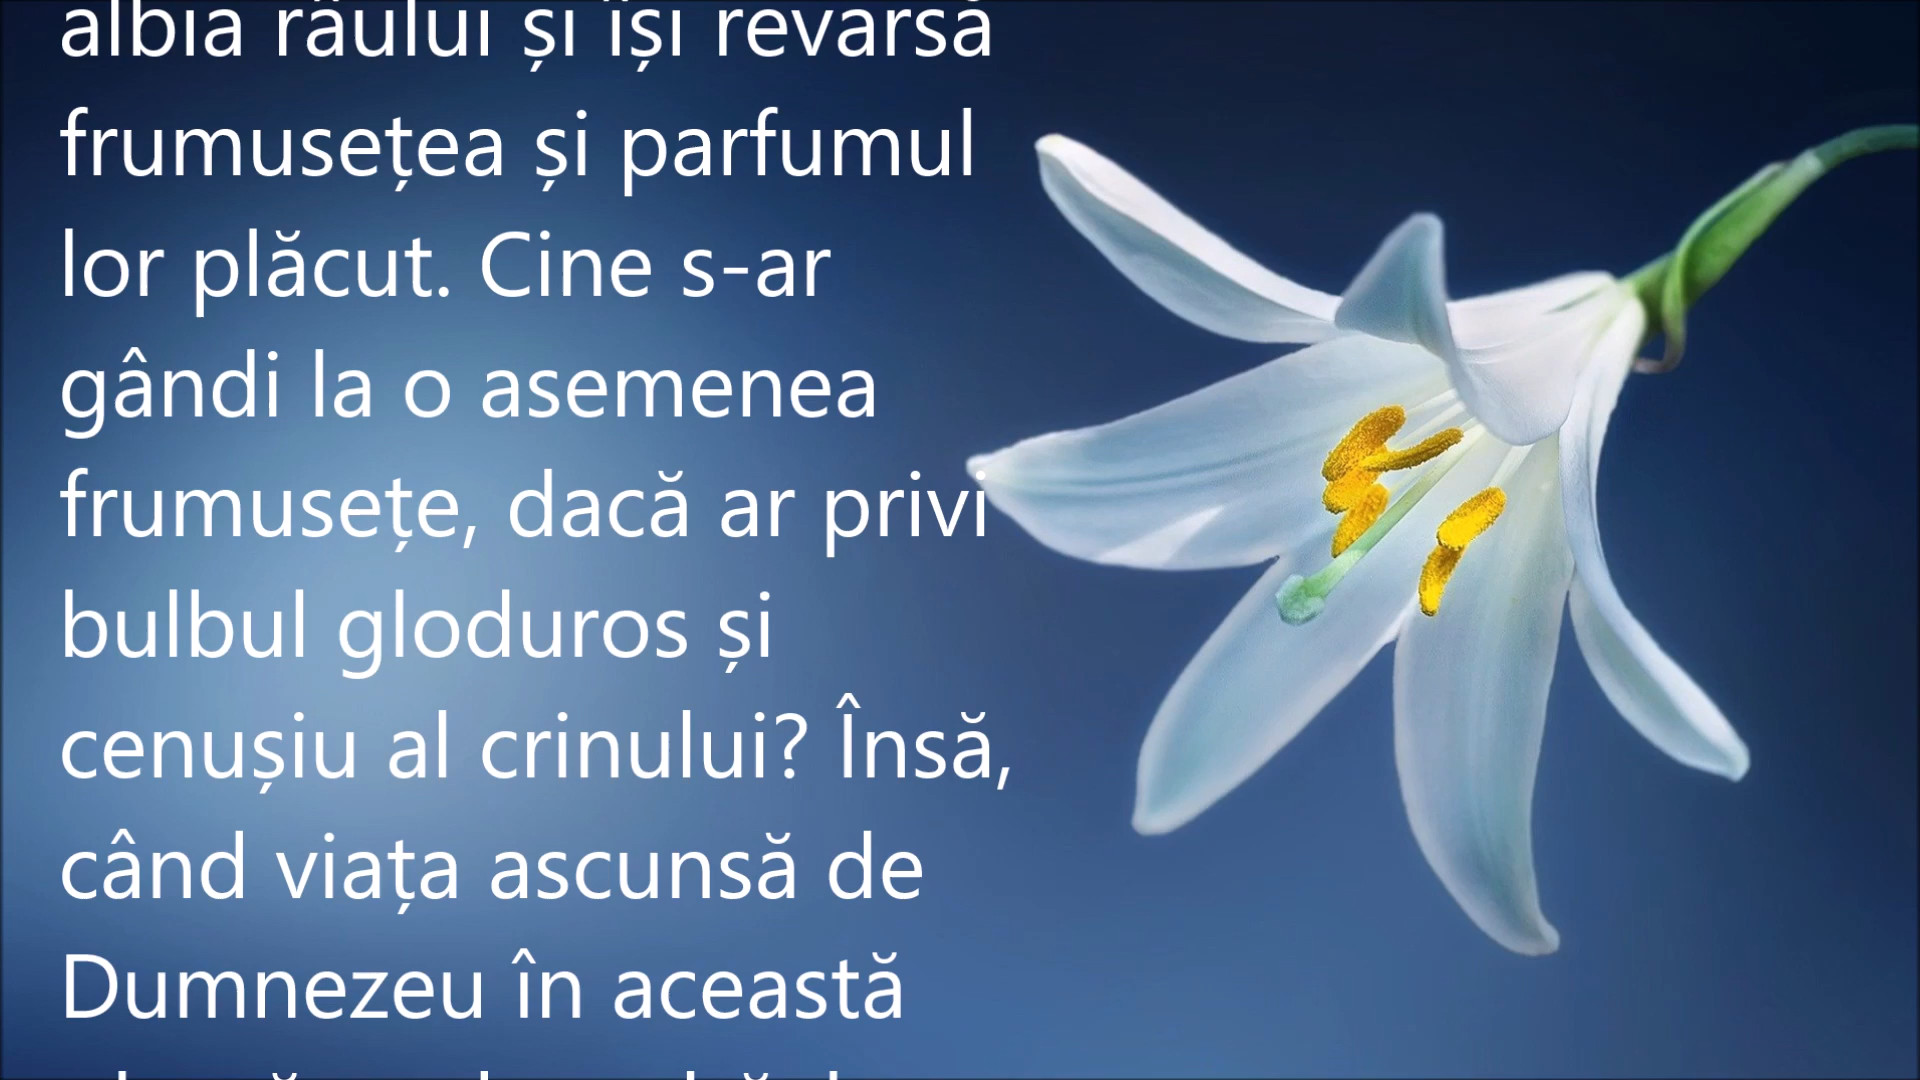 albia râului și își revarsă
frumusețea și parfumul
lor plăcut. Cine s-ar
gândi la o asemenea
frumusețe, dacă ar privi
bulbul gloduros și
cenușiu al crinului? Însă,
când viața ascunsă de
Dumnezeu în această